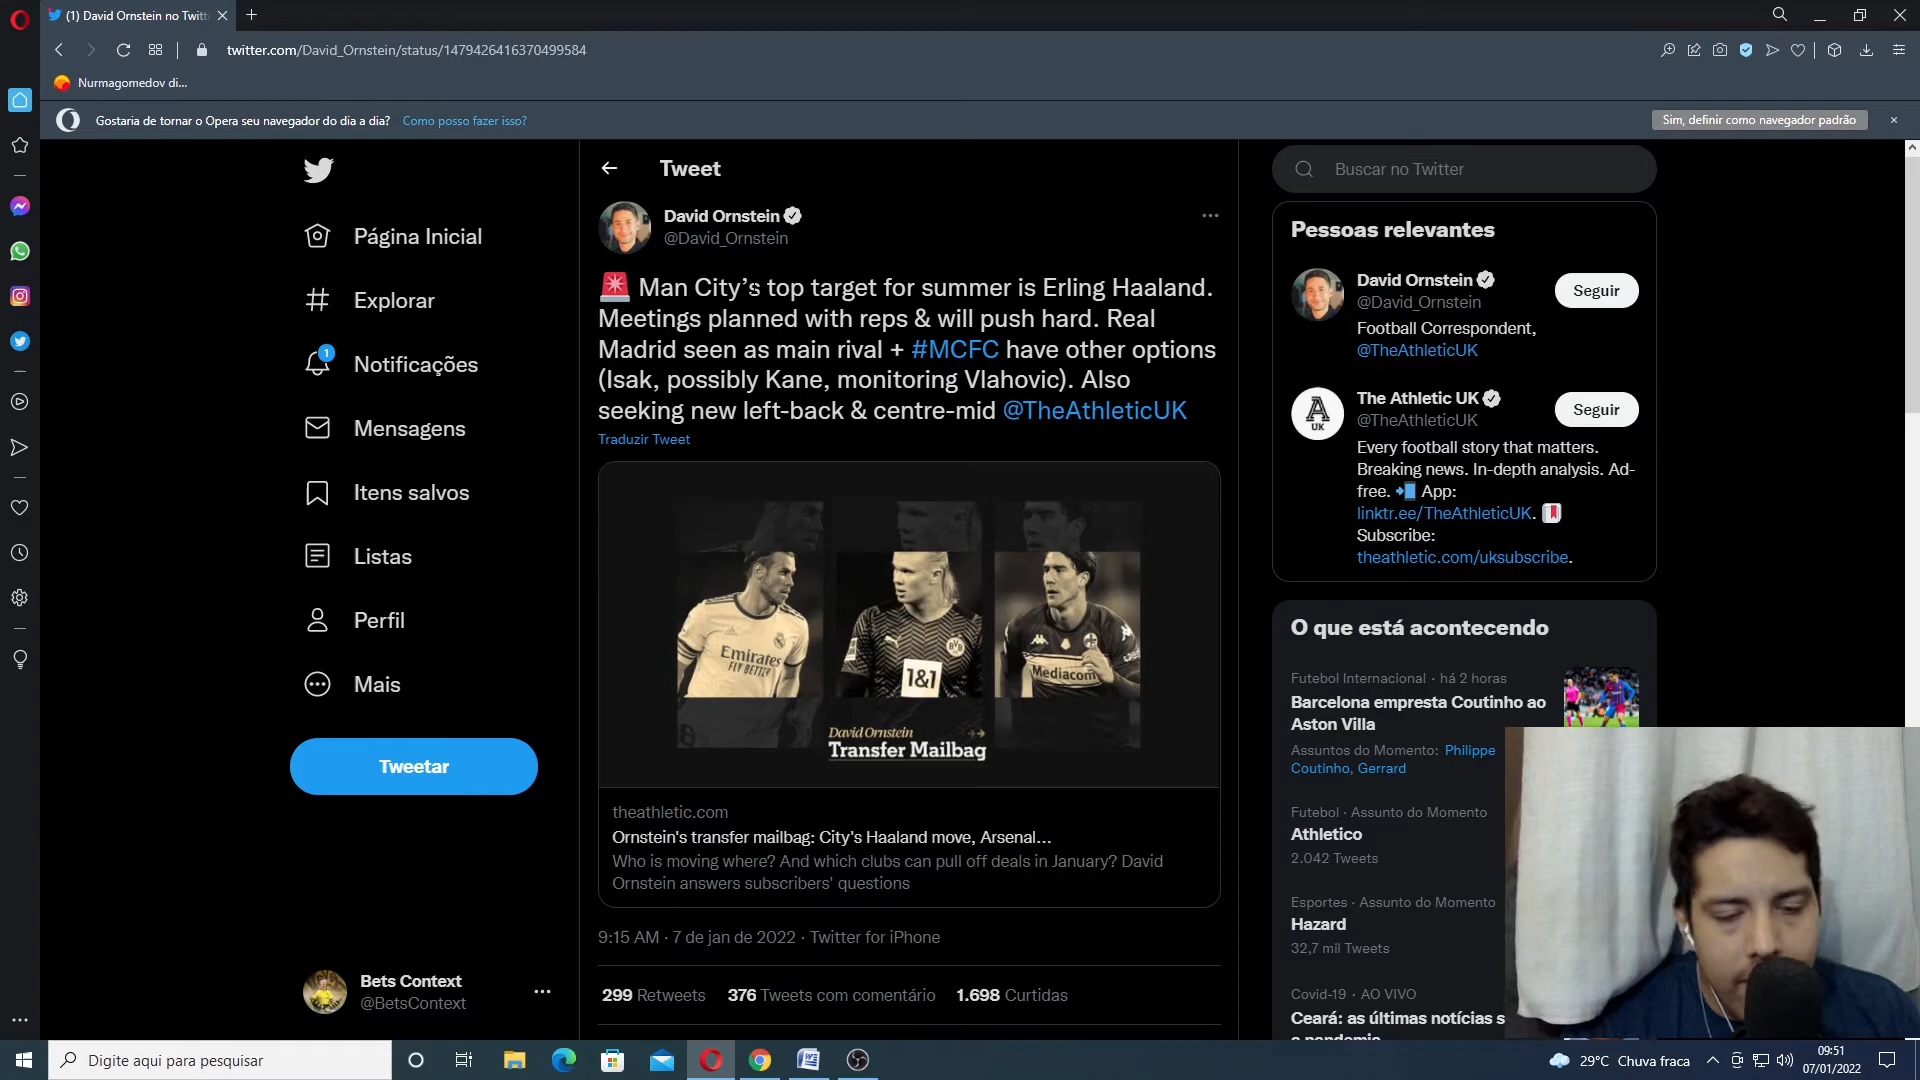 (1) David Ornstein no Twitt
twitter.com/David_Ornstein/status/1479426416370499584
Nurmagomedov di...
Gostaria de tornar o Opera seu navegador do dia a dia? Como posso fazer isso?
Sim, definir como navegador padrão
Página Inicial
Explorar
1
Notificações
Mensagens
Itens salvos
Listas
Perfil
Mais
Tweetar
Bets Context
@BetsContext
Tweet
David Ornstein
@David_Ornstein
🚨 Man City’s top target for summer is Erling Haaland.
Meetings planned with reps & will push hard. Real
Madrid seen as main rival + #MCFC have other options
(Isak, possibly Kane, monitoring Vlahovic). Also
seeking new left-back & centre-mid @TheAthleticUK
Traduzir Tweet
Emirates
FLY BETTER
1&1
Mediacom
David Ornstein
Transfer Mailbag
theathletic.com
Ornstein's transfer mailbag: City's Haaland move, Arsenal...
Who is moving where? And which clubs can pull off deals in January? David
Ornstein answers subscribers' questions
9:15 AM · 7 de jan de 2022 · Twitter for iPhone
299 Retweets 376 Tweets com comentário 1.698 Curtidas
Buscar no Twitter
Pessoas relevantes
David Ornstein
@David_Ornstein
Seguir
Football Correspondent,
@TheAthleticUK
The Athletic UK
@TheAthleticUK
Seguir
A
UK
Every football story that matters.
Breaking news. In-depth analysis. Ad-
free. 📲 App:
linktr.ee/TheAthleticUK.
Subscribe:
theathletic.com/uksubscribe.
O que está acontecendo
Futebol Internacional · há 2 horas
Barcelona empresta Coutinho ao
Aston Villa
Assuntos do Momento: Philippe
Coutinho, Gerrard
Futebol · Assunto do Momento
Athletico
2.042 Tweets
Esportes · Assunto do Momento
Hazard
32,7 mil Tweets
Covid-19 · AO VIVO
Ceará: as últimas notícias s
a pandemia
Digite aqui para pesquisar
29°C Chuva fraca
09:51
07/01/2022